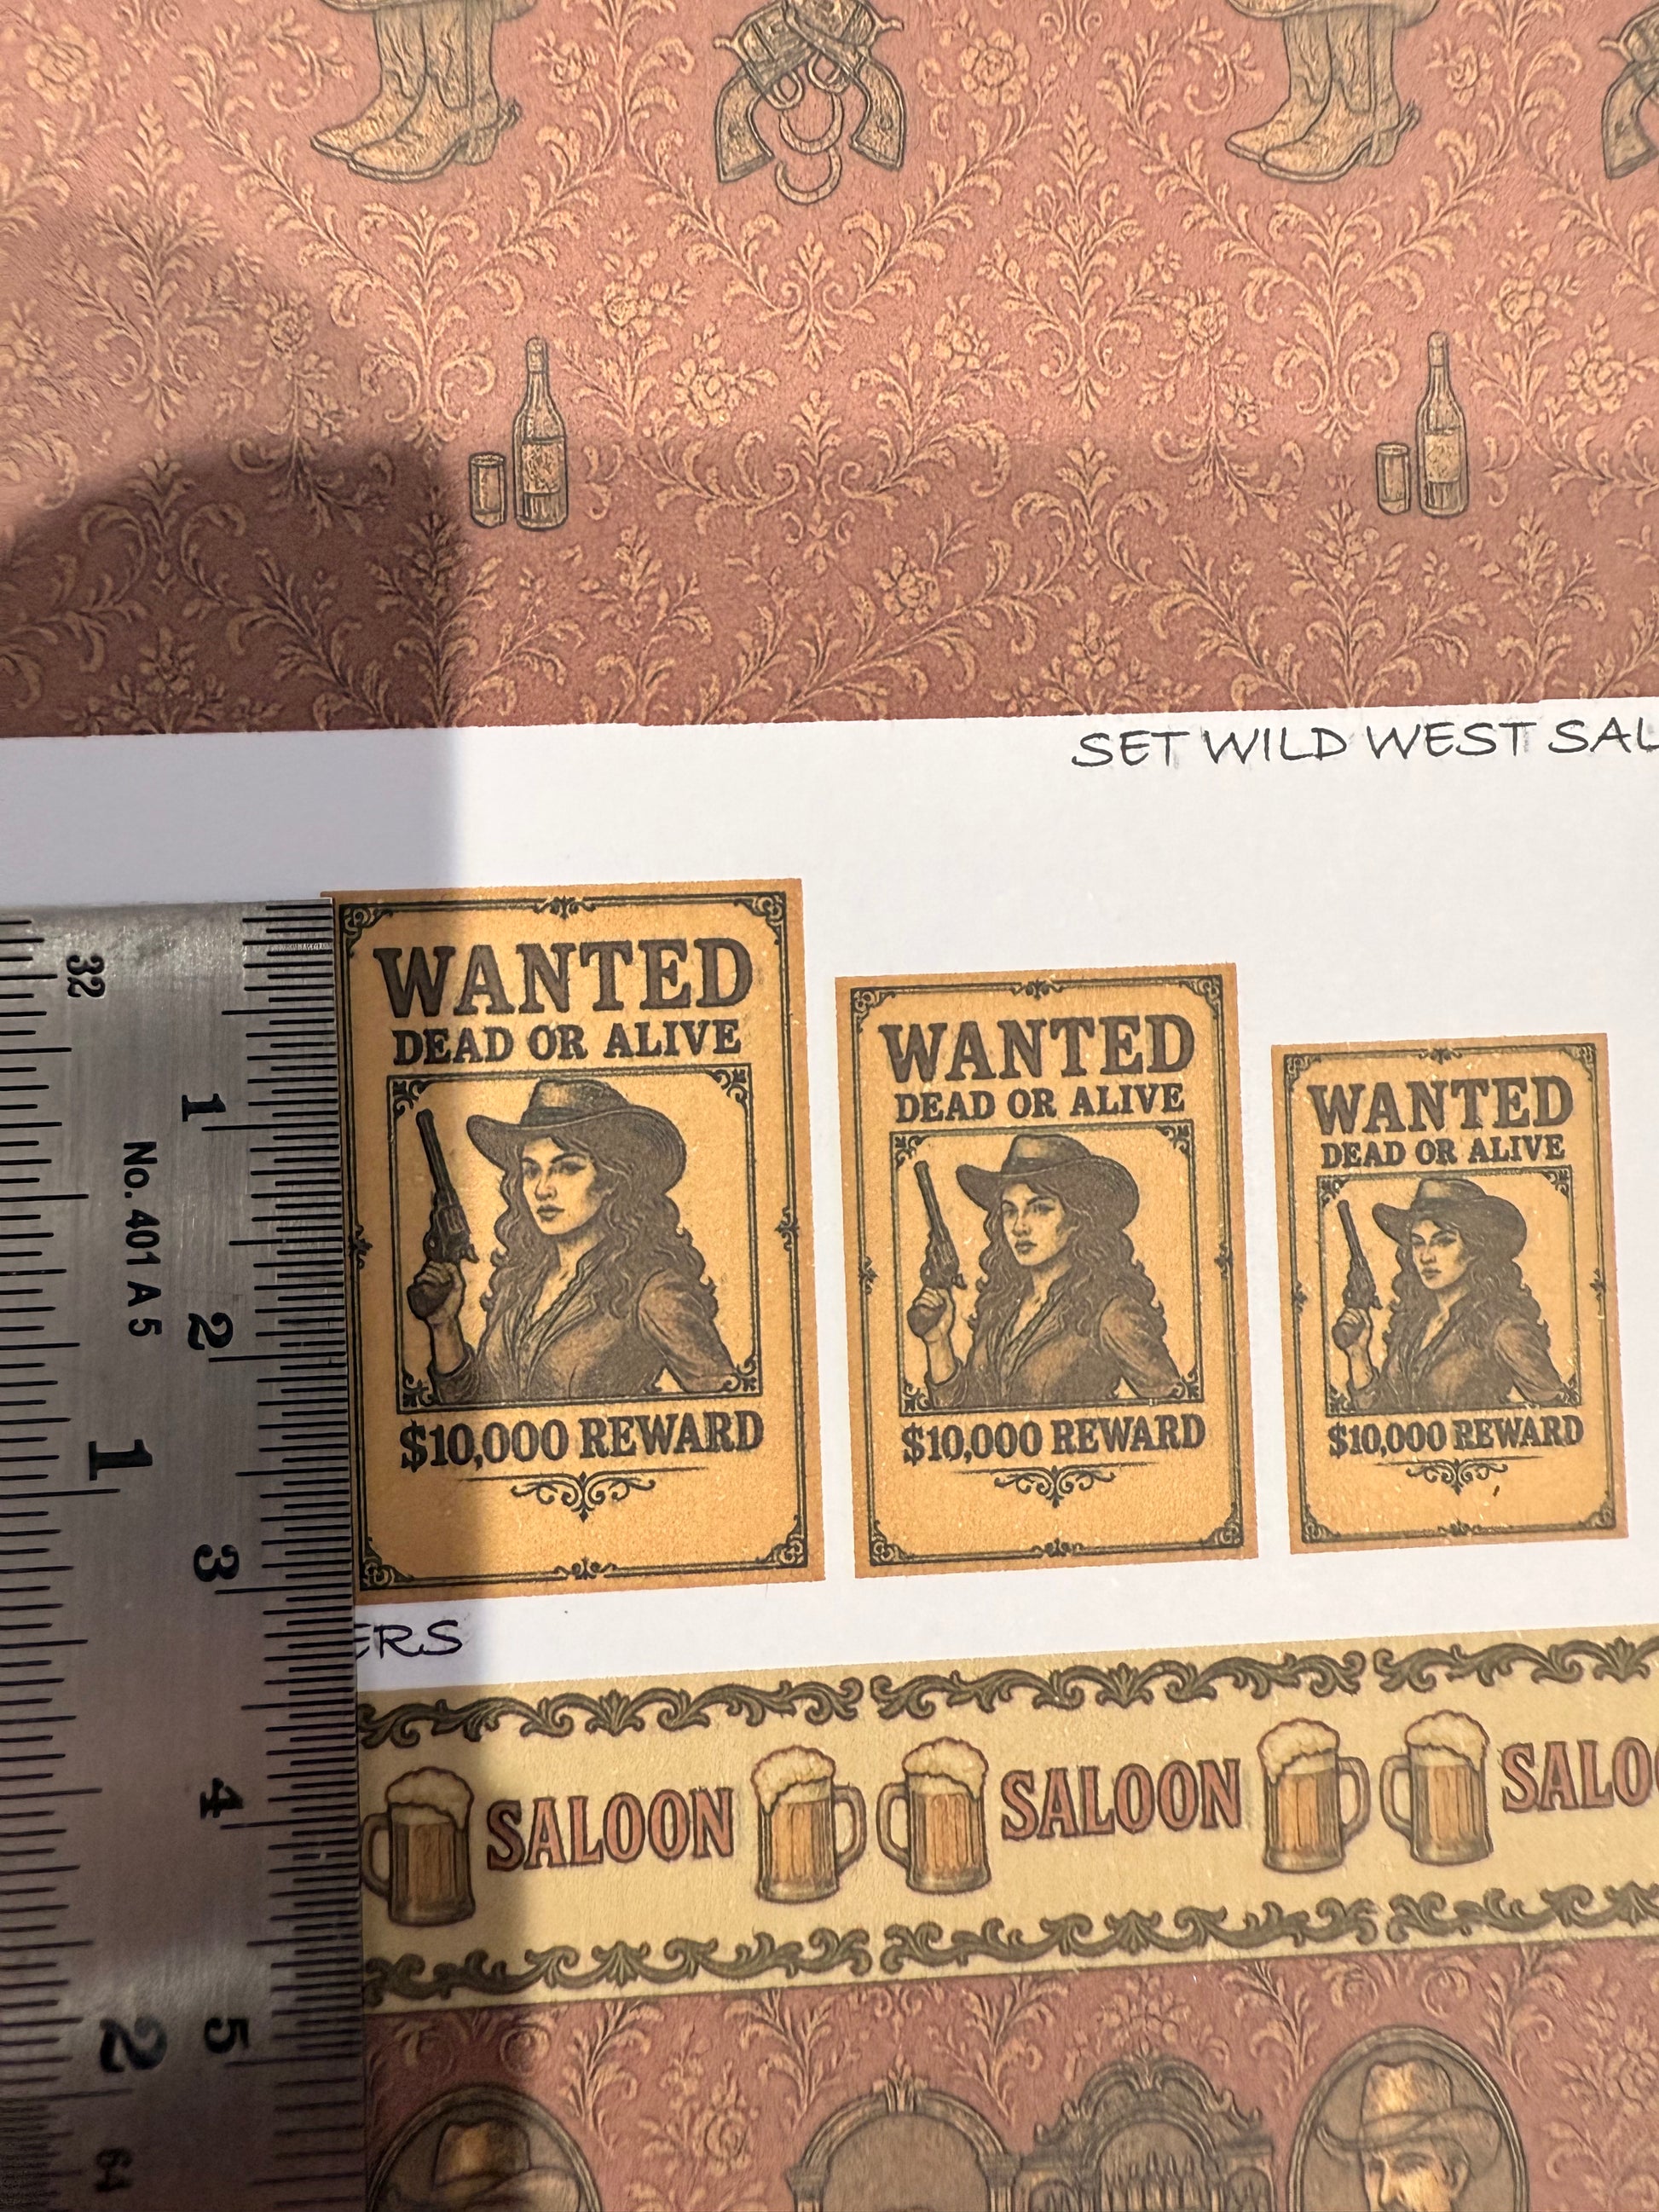 SET WILD WEST SAL
WANTED
DEAD OR ALIVE
$10,000 REWARD
WANTED
DEAD OR ALIVE
$10,000 REWARD
WANTED
DEAD OR ALIVE
$10,000 REWARD
32
1
No. 401 A 5
2
1
3
4
2
5
64
ERS
SALOON SALOON SALO